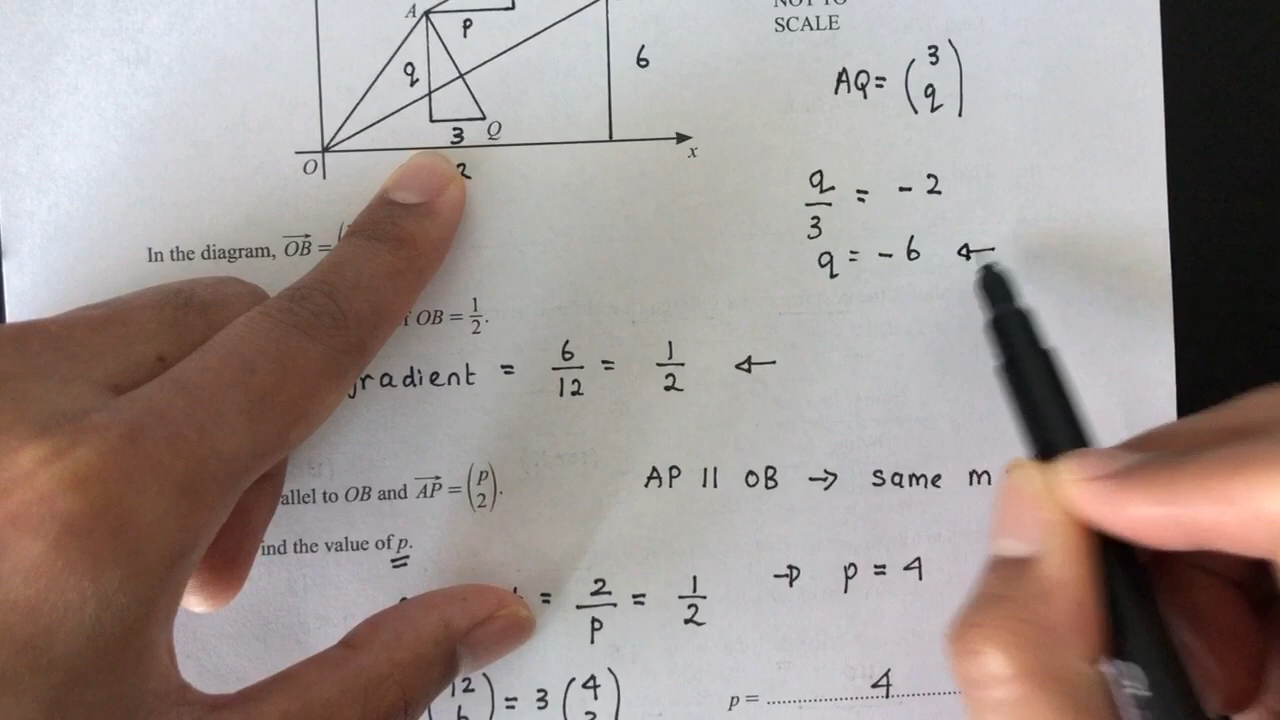 NOT TO
SCALE
A
p
q
6
3 Q
O
2
x
AQ = ( 3 q )
q/3 = - 2
q = - 6 ←
In the diagram, OB =
OB = 1/2.
gradient = 6/12 = 1/2 ←
allel to OB and AP = ( p 2 ).
AP || OB → same m
ind the value of p.
= 2/p = 1/2 → p = 4
12 = 3 ( 4
p = .......... 4 ..........